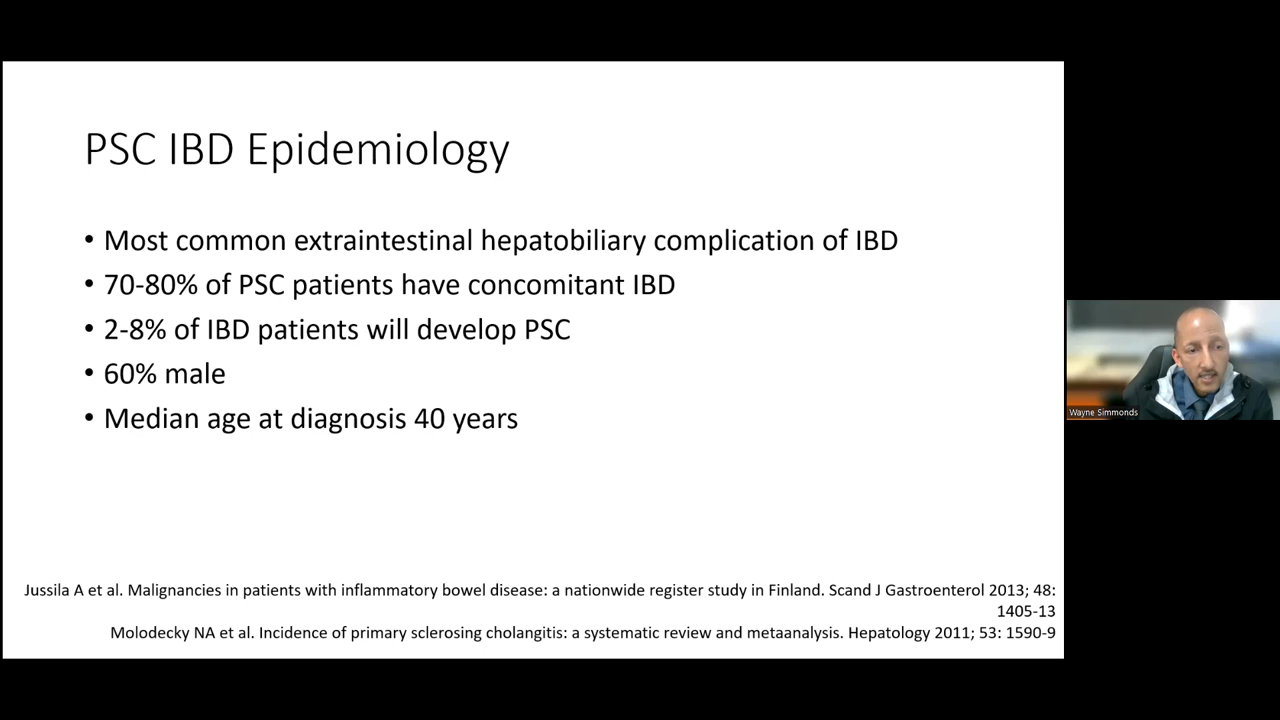 PSC IBD Epidemiology
• Most common extraintestinal hepatobiliary complication of IBD
• 70-80% of PSC patients have concomitant IBD
• 2-8% of IBD patients will develop PSC
• 60% male
• Median age at diagnosis 40 years
Jussila A et al. Malignancies in patients with inflammatory bowel disease: a nationwide register study in Finland. Scand J Gastroenterol 2013; 48:
1405-13
Molodecky NA et al. Incidence of primary sclerosing cholangitis: a systematic review and metaanalysis. Hepatology 2011; 53: 1590-9
Wayne Simmonds